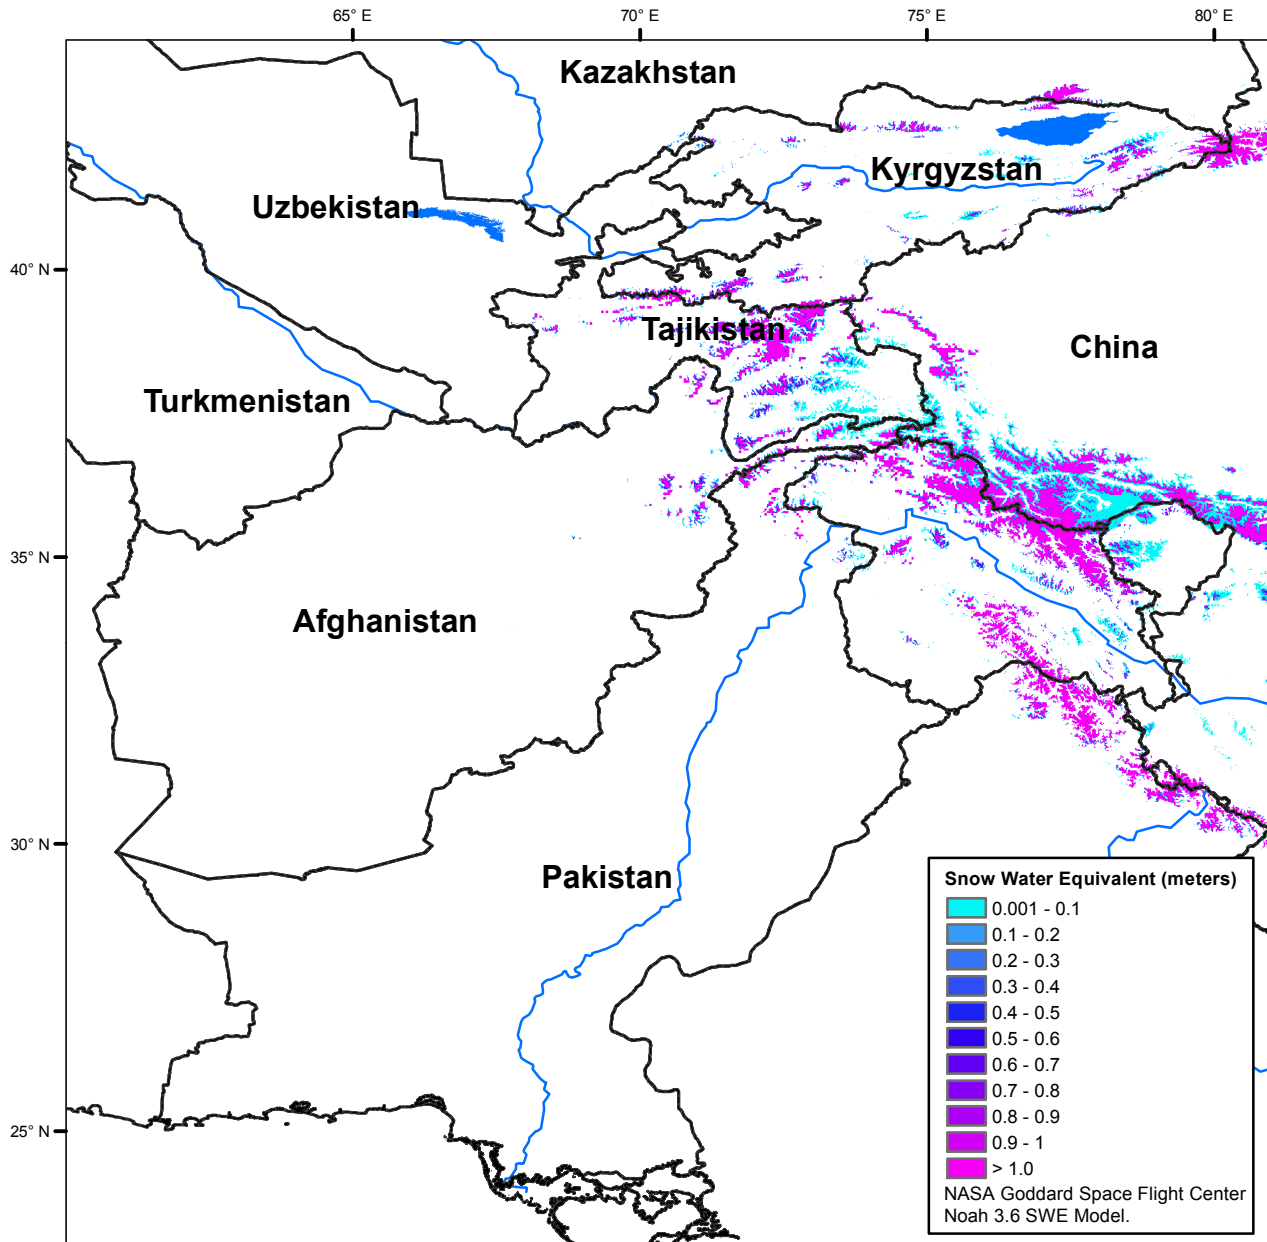 65° E
70° E
75° E
80° E
Kazakhstan
Kyrgyzstan
Uzbekistan
40° N
Tajikistan
China
Turkmenistan
35° N
Afghanistan
30° N
Pakistan
25° N
Snow Water Equivalent (meters)
0.001 - 0.1
0.1 - 0.2
0.2 - 0.3
0.3 - 0.4
0.4 - 0.5
0.5 - 0.6
0.6 - 0.7
0.7 - 0.8
0.8 - 0.9
0.9 - 1
> 1.0
NASA Goddard Space Flight Center
Noah 3.6 SWE Model.